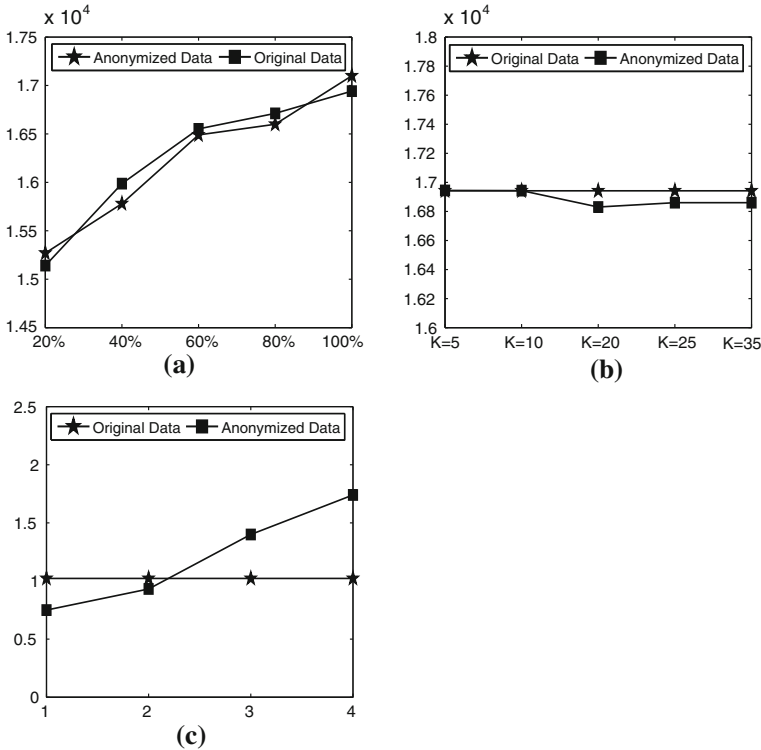 x 10^4
1.75
1.7
1.65
1.6
1.55
1.5
1.45
Anonymized Data Original Data
20% 40% 60% 80% 100%
(a)
x 10^4
1.8
1.78
1.76
1.74
1.72
1.7
1.68
1.66
1.64
1.62
1.6
Original Data Anonymized Data
K=5 K=10 K=20 K=25 K=35
(b)
2.5
2
1.5
1
0.5
0
Original Data Anonymized Data
1 2 3 4
(c)